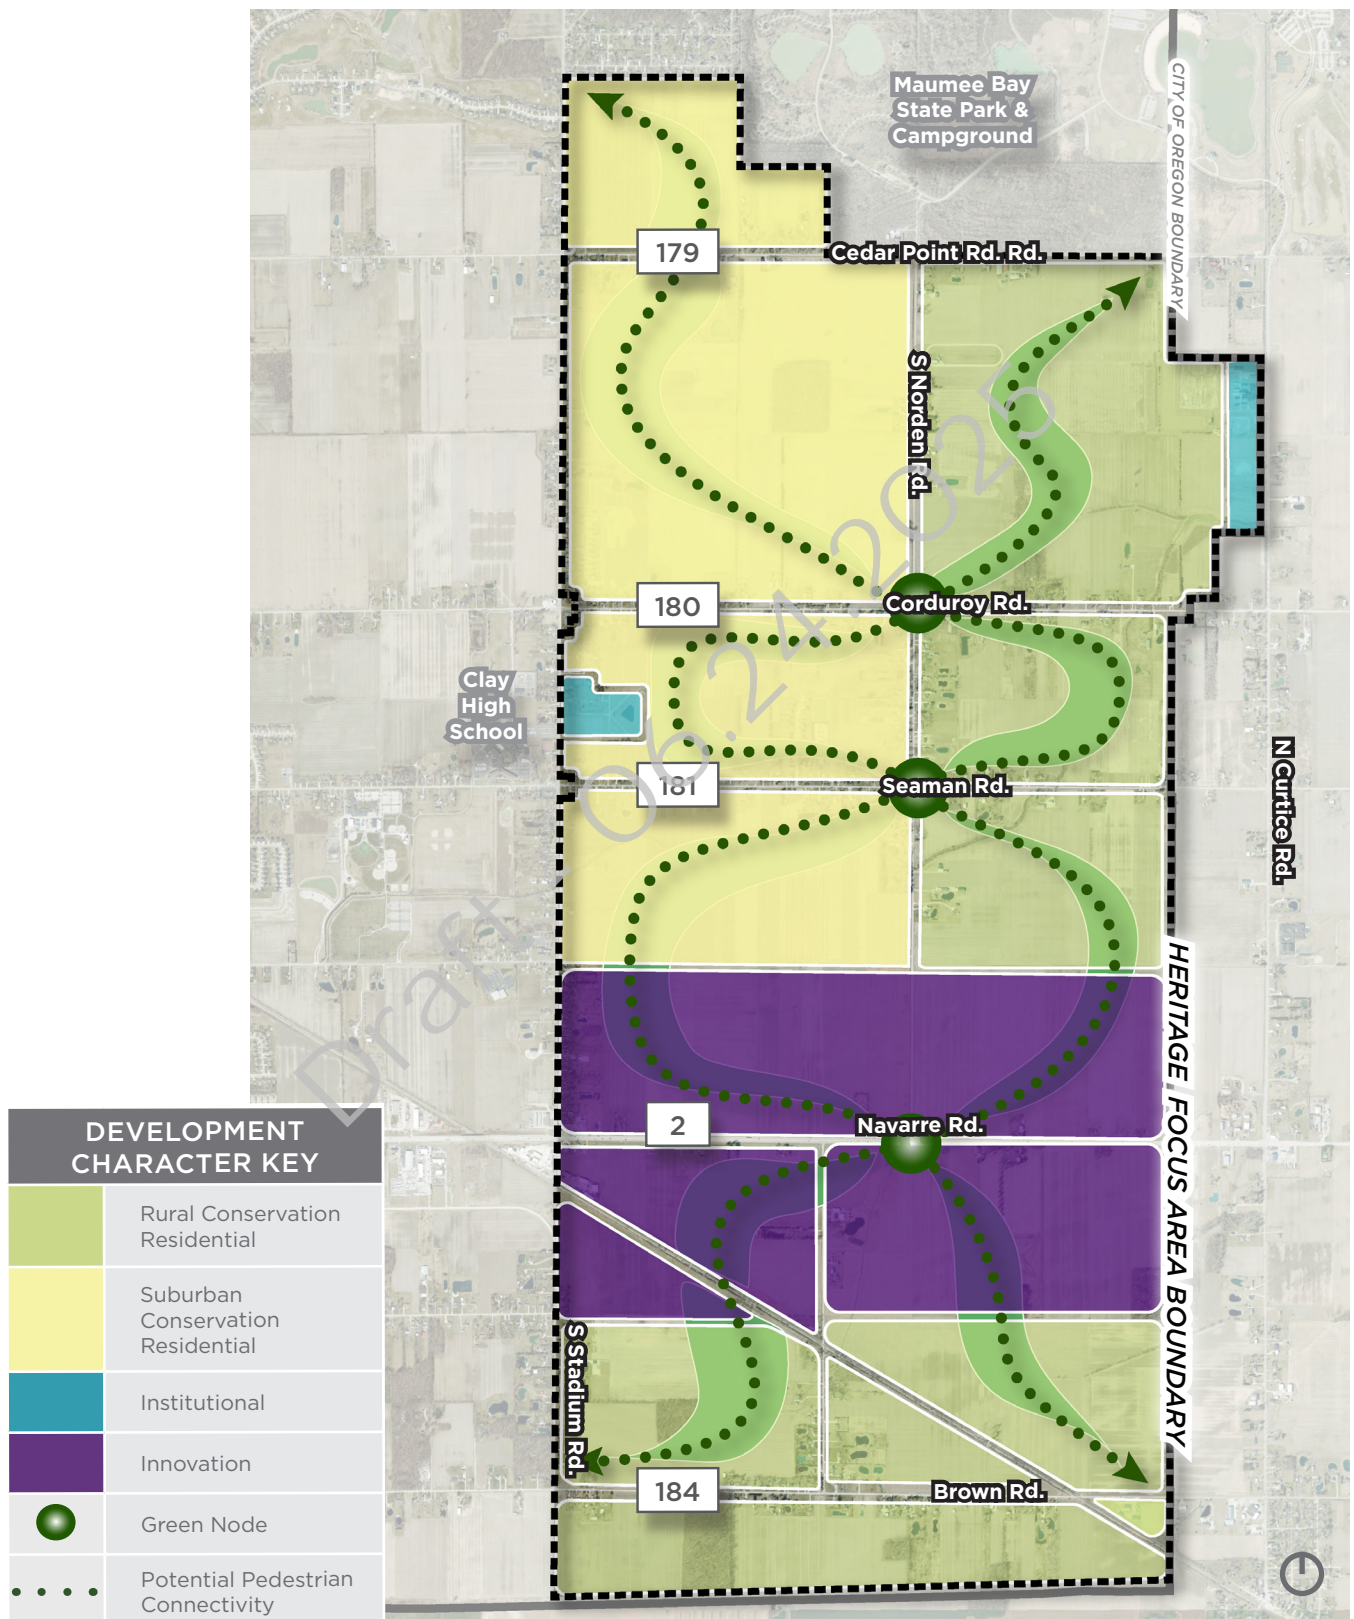 Maumee Bay
State Park &
Campground
CITY OF OREGON BOUNDARY
179
Cedar Point Rd. Rd.
S Norden Rd.
180
Corduroy Rd.
Clay
High
School
181
Seaman Rd.
N Curtice Rd.
Draft - 06.24.2025
HERITAGE FOCUS AREA BOUNDARY
2
Navarre Rd.
S Stadium Rd.
184
Brown Rd.
DEVELOPMENT
CHARACTER KEY
Rural Conservation
Residential
Suburban
Conservation
Residential
Institutional
Innovation
Green Node
Potential Pedestrian
Connectivity